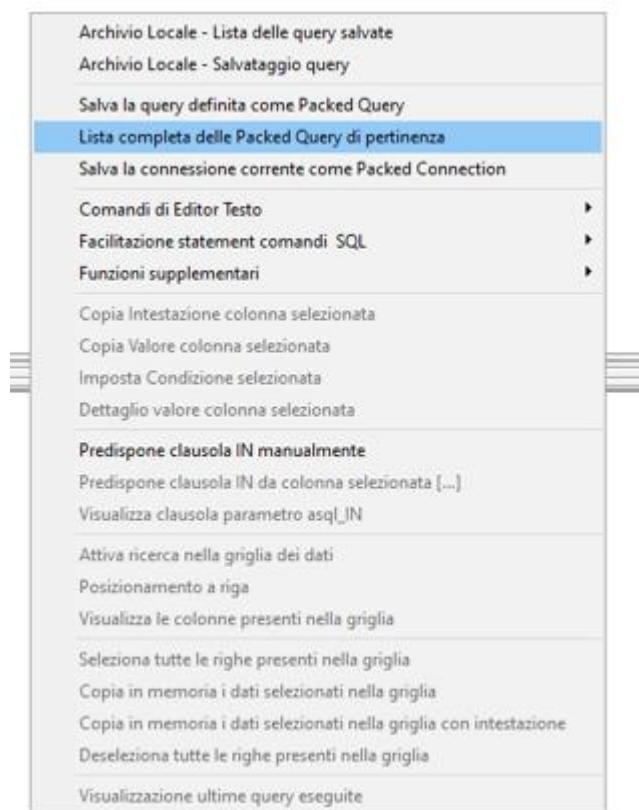 Archivio Locale - Lista delle query salvate
Archivio Locale - Salvataggio query
Salva la query definita come Packed Query
Lista completa delle Packed Query di pertinenza
Salva la connessione corrente come Packed Connection
Comandi di Editor Testo
Facilitazione statement comandi SQL
Funzioni supplementari
Copia Intestazione colonna selezionata
Copia Valore colonna selezionata
Imposta Condizione selezionata
Dettaglio valore colonna selezionata
Predispone clausola IN manualmente
Predispone clausola IN da colonna selezionata [...]
Visualizza clausola parametro asql_IN
Attiva ricerca nella griglia dei dati
Posizionamento a riga
Visualizza le colonne presenti nella griglia
Seleziona tutte le righe presenti nella griglia
Copia in memoria i dati selezionati nella griglia
Copia in memoria i dati selezionati nella griglia con intestazione
Deseleziona tutte le righe presenti nella griglia
Visualizzazione ultime query eseguite